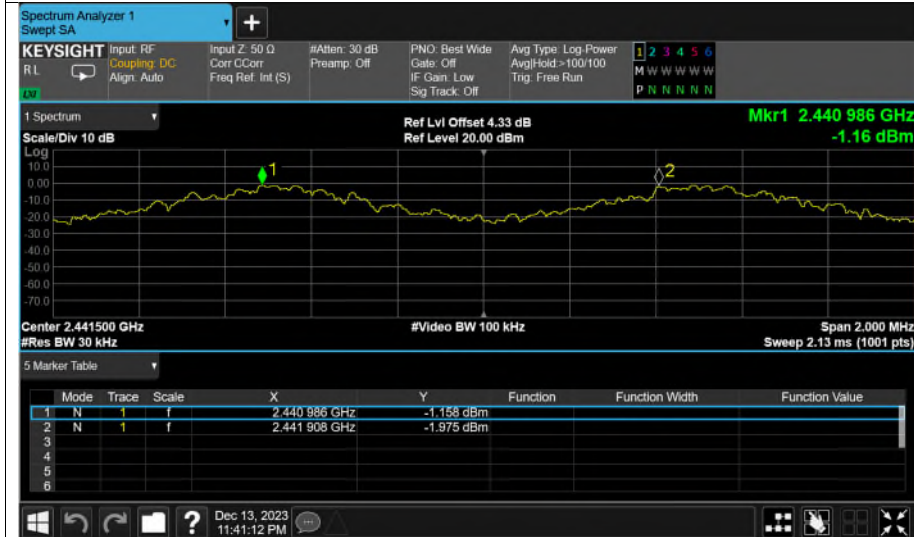 Spectrum Analyzer 1
Swept SA
+
KEYSIGHT Input: RF Input Z: 50 Ω #Atten: 30 dB PNO: Best Wide Avg Type: Log-Power 1 2 3 4 5 6
RL Coupling: DC Corr CCorr Preamp: Off Gate: Off Avg|Hold:>100/100 M W W W W W
Align: Auto Freq Ref: Int (S) IF Gain: Low Trig: Free Run
LXI Sig Track: Off P N N N N N
1 Spectrum Ref Lvl Offset 4.33 dB Mkr1 2.440 986 GHz
Scale/Div 10 dB Ref Level 20.00 dBm -1.16 dBm
Log
10.0
0.00
-10.0
-20.0
-30.0
-40.0
-50.0
-60.0
-70.0
1
2
Center 2.441500 GHz #Video BW 100 kHz Span 2.000 MHz
#Res BW 30 kHz Sweep 2.13 ms (1001 pts)
5 Marker Table
Mode Trace Scale X Y Function Function Width Function Value
1 N 1 f 2.440 986 GHz -1.158 dBm
2 N 1 f 2.441 908 GHz -1.975 dBm
3
4
5
6
? Dec 13, 2023
11:41:12 PM